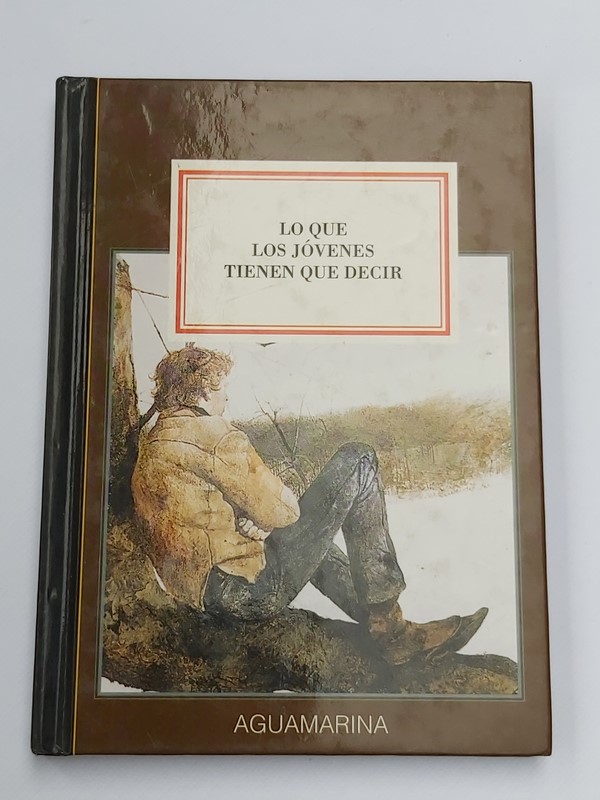 LO QUE
LOS JÓVENES
TIENEN QUE DECIR
AGUAMARINA